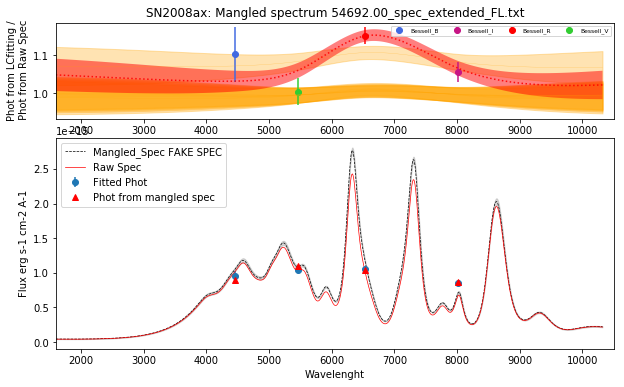 SN2008ax: Mangled spectrum 54692.00_spec_extended_FL.txt
Phot from LCfitting /
Phot from Raw Spec
1.1
1.0
Bessell_B
Bessell_I
Bessell_R
Bessell_V
2000 3000 4000 5000 6000 7000 8000 9000 10000
Flux erg s-1 cm-2 A-1
2.5
2.0
1.5
1.0
0.5
0.0
Mangled_Spec FAKE SPEC
Raw Spec
Fitted Phot
Phot from mangled spec
2000 3000 4000 5000 6000 7000 8000 9000 10000
Wavelenght